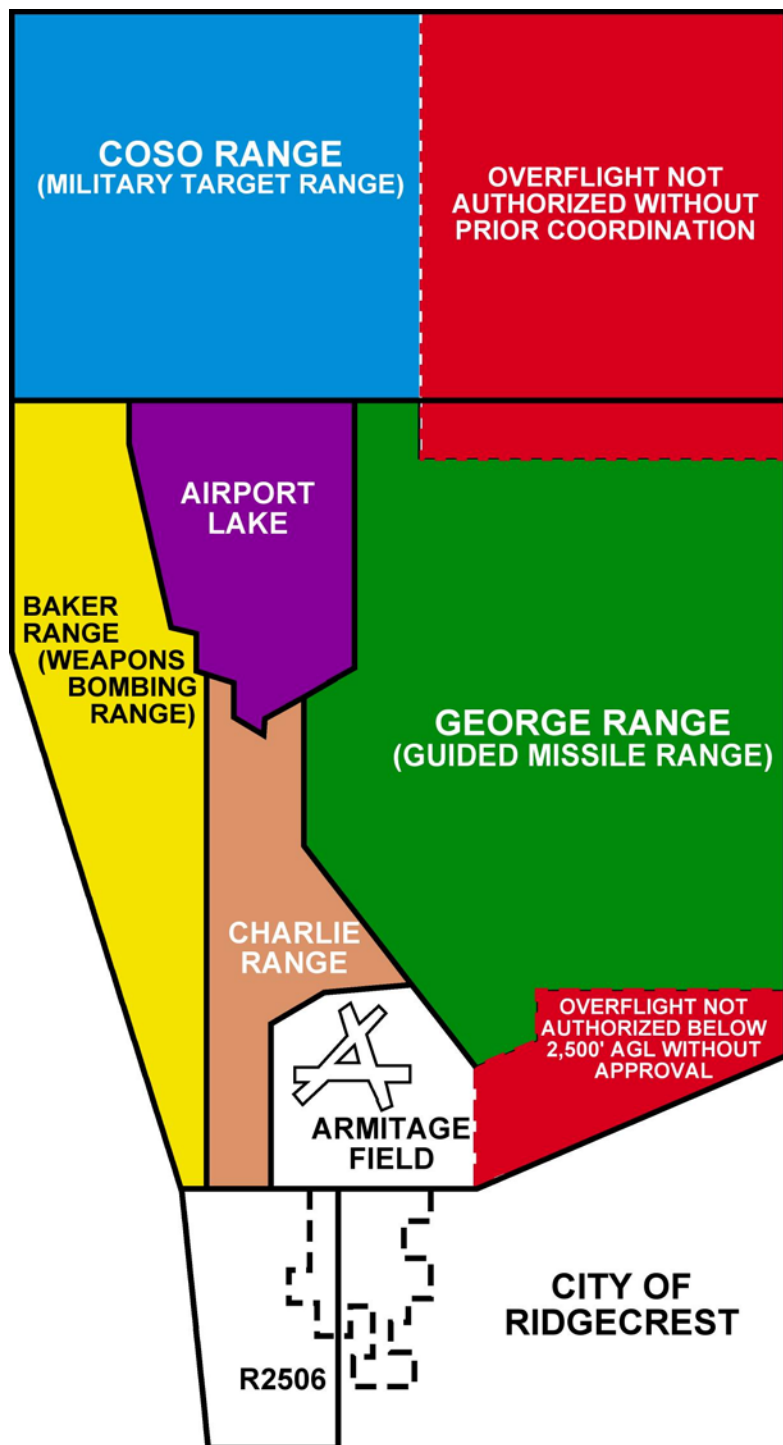 COSO RANGE
(MILITARY TARGET RANGE)
OVERFLIGHT NOT
AUTHORIZED WITHOUT
PRIOR COORDINATION
AIRPORT
LAKE
BAKER
RANGE
(WEAPONS
BOMBING
RANGE)
GEORGE RANGE
(GUIDED MISSILE RANGE)
CHARLIE
RANGE
OVERFLIGHT NOT
AUTHORIZED BELOW
2,500' AGL WITHOUT
APPROVAL
ARMITAGE
FIELD
CITY OF
RIDGECREST
R2506